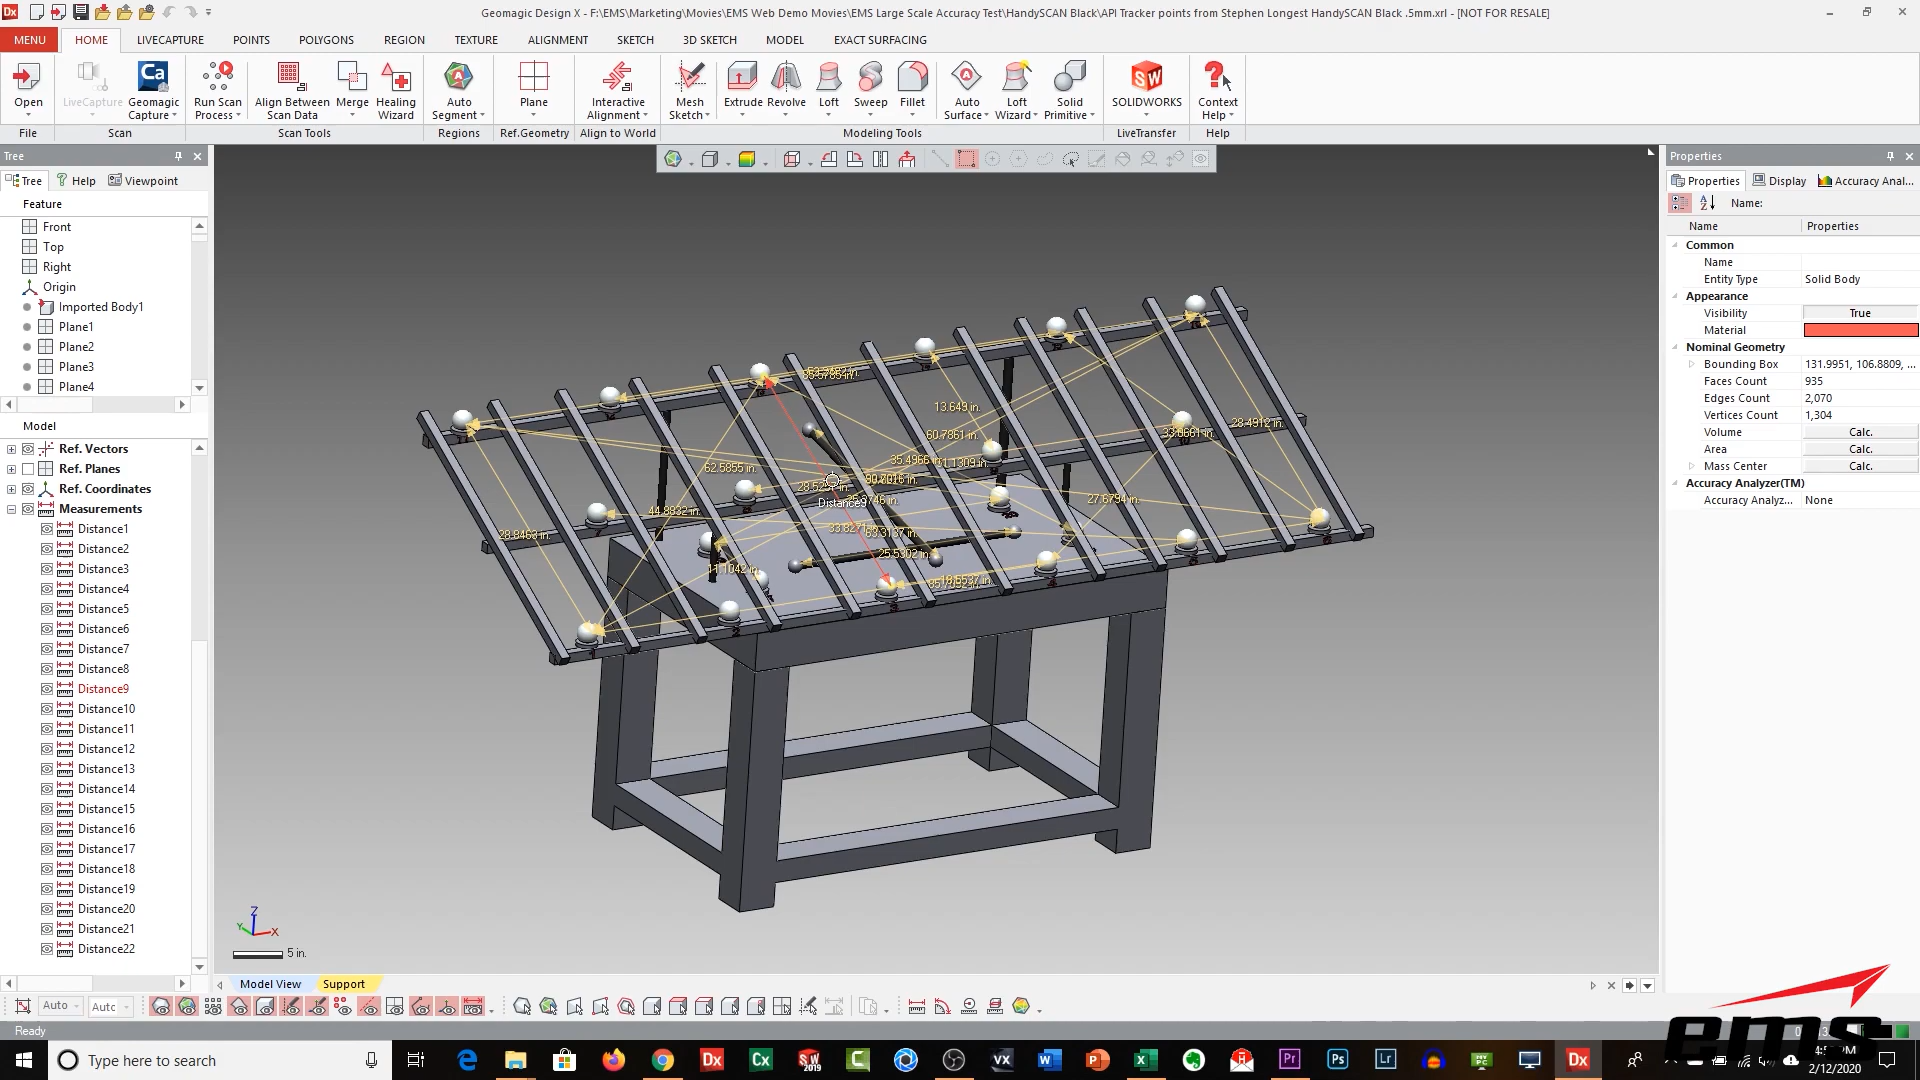 Geomagic Design X - F:\EMS\Marketing\Movies\EMS Web Demo Movies\EMS Large Scale Accuracy Test\HandySCAN Black\API Tracker points from Stephen Longest HandySCAN Black .5mm.xrl - [NOT FOR RESALE]
MENU HOME LIVECAPTURE POINTS POLYGONS REGION TEXTURE ALIGNMENT SKETCH 3D SKETCH MODEL EXACT SURFACING
Open LiveCapture Geomagic Capture Run Scan Process Align Between Scan Data Merge Healing Wizard Auto Segment Plane Interactive Alignment Mesh Sketch Extrude Revolve Loft Sweep Fillet Auto Surface Loft Wizard Solid Primitive SOLIDWORKS Context Help
File Scan Scan Tools Regions Ref.Geometry Align to World Modeling Tools LiveTransfer Help
Tree
Tree Help Viewpoint
Feature
Front
Top
Right
Origin
Imported Body1
Plane1
Plane2
Plane3
Plane4
Model
Ref. Vectors
Ref. Planes
Ref. Coordinates
Measurements
Distance1
Distance2
Distance3
Distance4
Distance5
Distance6
Distance7
Distance8
Distance9
Distance10
Distance11
Distance12
Distance13
Distance14
Distance15
Distance16
Distance17
Distance18
Distance19
Distance20
Distance21
Distance22
13.649 in.
28.4912 in.
60.7861 in.
62.5855 in.
27.6794 in.
44.8832 in.
28.8463 in.
25.5302 in.
11.1042 in.
Distance9
Z
Y
X
5 in.
Model View Support
Auto
Ready
Properties
Properties Display Accuracy Anal...
Name:
Name Properties
Common
Name
Entity Type Solid Body
Appearance
Visibility True
Material
Nominal Geometry
Bounding Box 131.9951, 106.8809, ...
Faces Count 935
Edges Count 2,070
Vertices Count 1,304
Volume Calc.
Area Calc.
Mass Center Calc.
Accuracy Analyzer(TM)
Accuracy Analyz... None
ems
Type here to search
2/12/2020